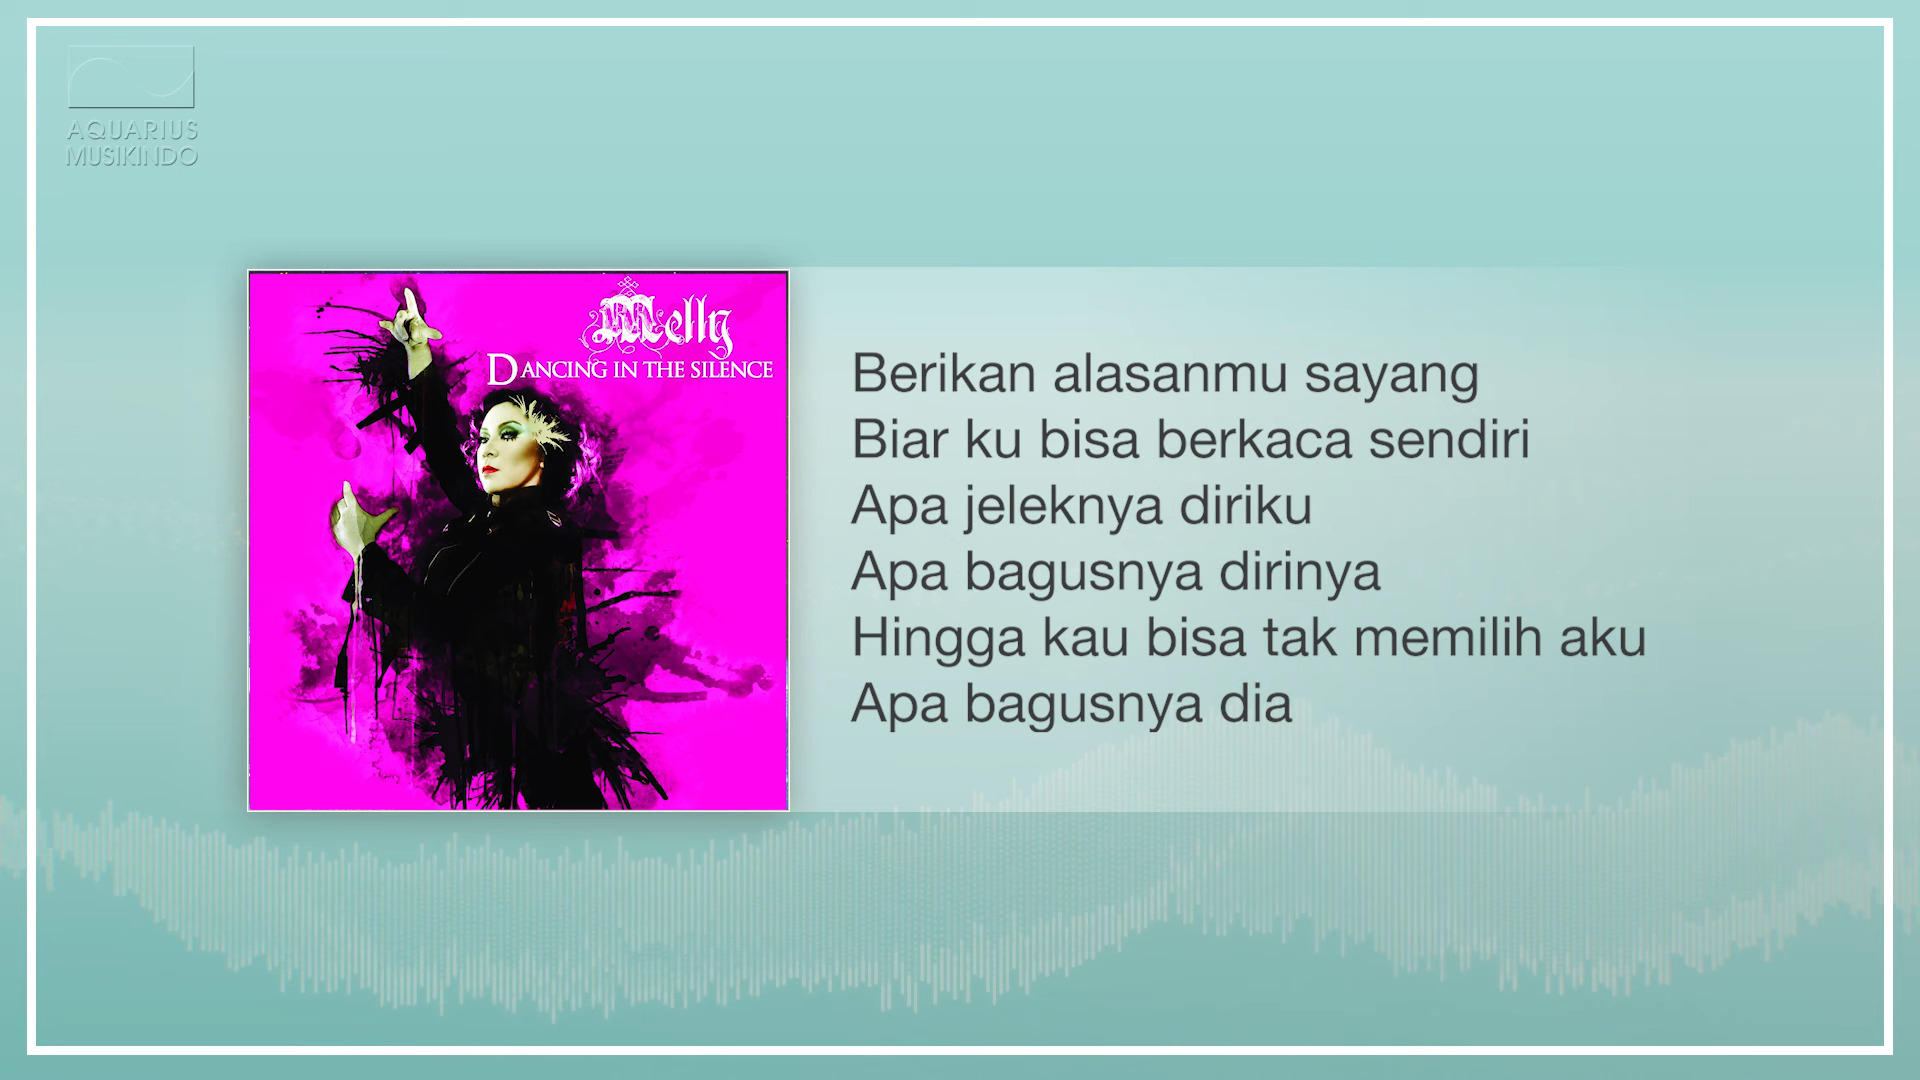 AQUARIUS
MUSIKINDO
Melly
DANCING IN THE SILENCE
Berikan alasanmu sayang
Biar ku bisa berkaca sendiri
Apa jeleknya diriku
Apa bagusnya dirinya
Hingga kau bisa tak memilih aku
Apa bagusnya dia